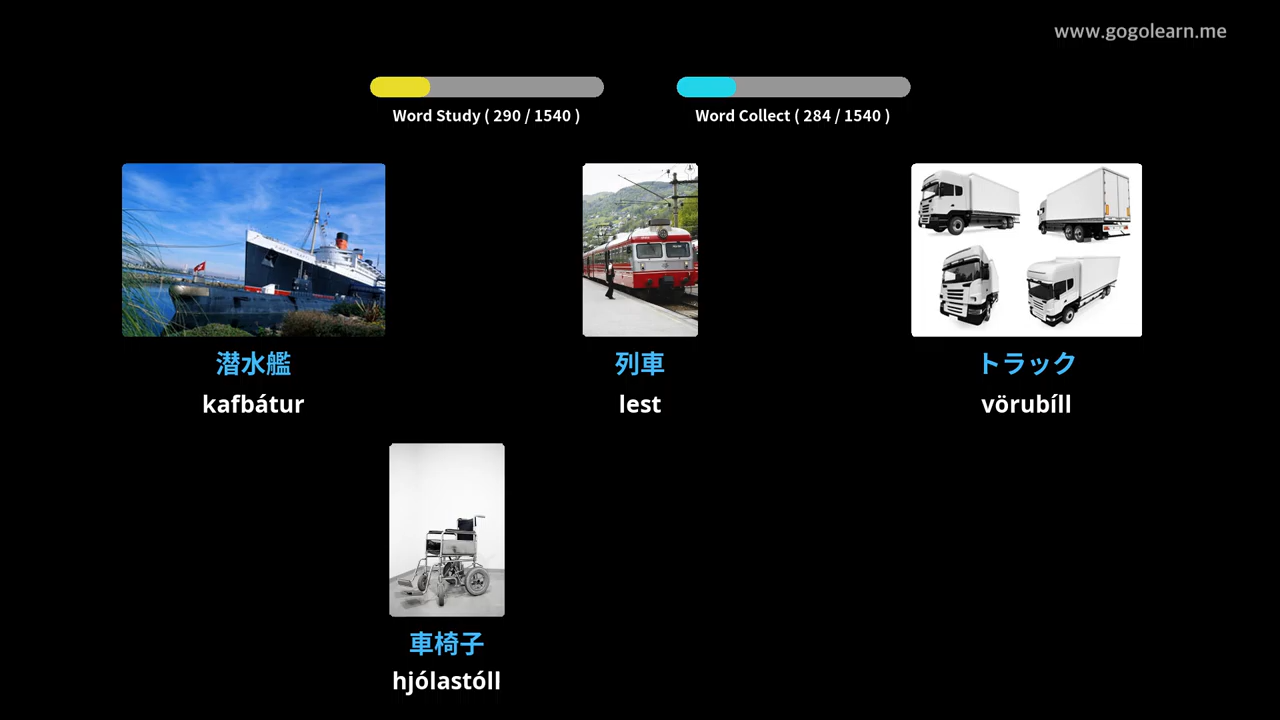 www.gogolearn.me
Word Study ( 290 / 1540 )
Word Collect ( 284 / 1540 )
潜水艦
kafbátur
列車
lest
トラック
vörubíll
車椅子
hjólastóll